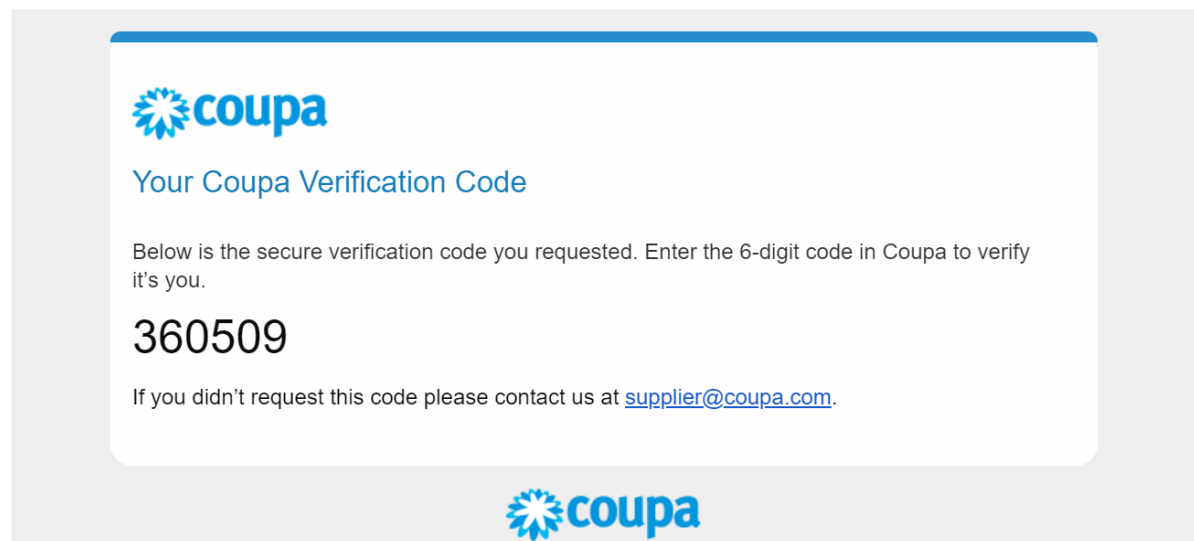 coupa
Your Coupa Verification Code
Below is the secure verification code you requested. Enter the 6-digit code in Coupa to verify
it’s you.
360509
If you didn’t request this code please contact us at supplier@coupa.com.
coupa